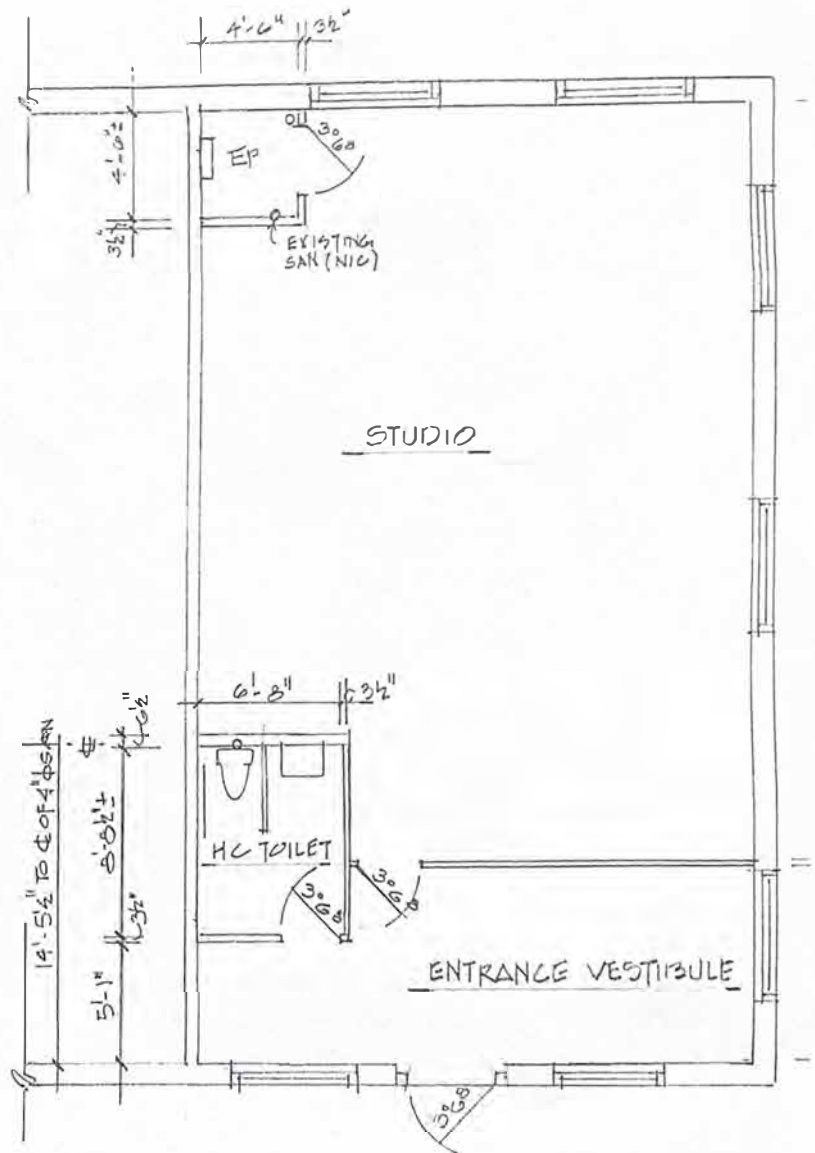 4'-6" 3½"
3⁰
6⁸
EP
4'-6"±
3½"
EXISTING
SAN (NIC)
STUDIO
6'-8" 3½"
6½"
14'-5½" TO ℄ OF 4" SAN
8'-8½"±
HC TOILET
3⁰
6⁸
3⁰
6⁸
3½"
ENTRANCE VESTIBULE
5'-1"
3⁰
6⁸